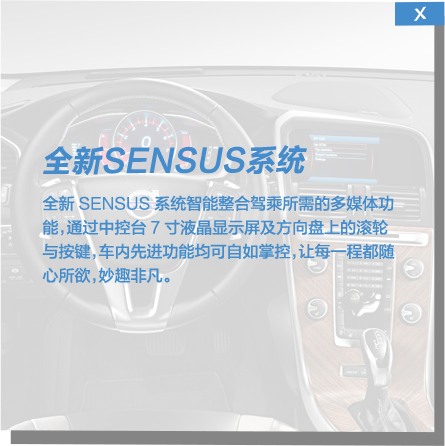 X
全新SENSUS系统
全新 SENSUS 系统智能整合驾乘所需的多媒体功
能,通过中控台 7 寸液晶显示屏及方向盘上的滚轮
与按键,车内先进功能均可自如掌控,让每一程都随
心所欲,妙趣非凡。